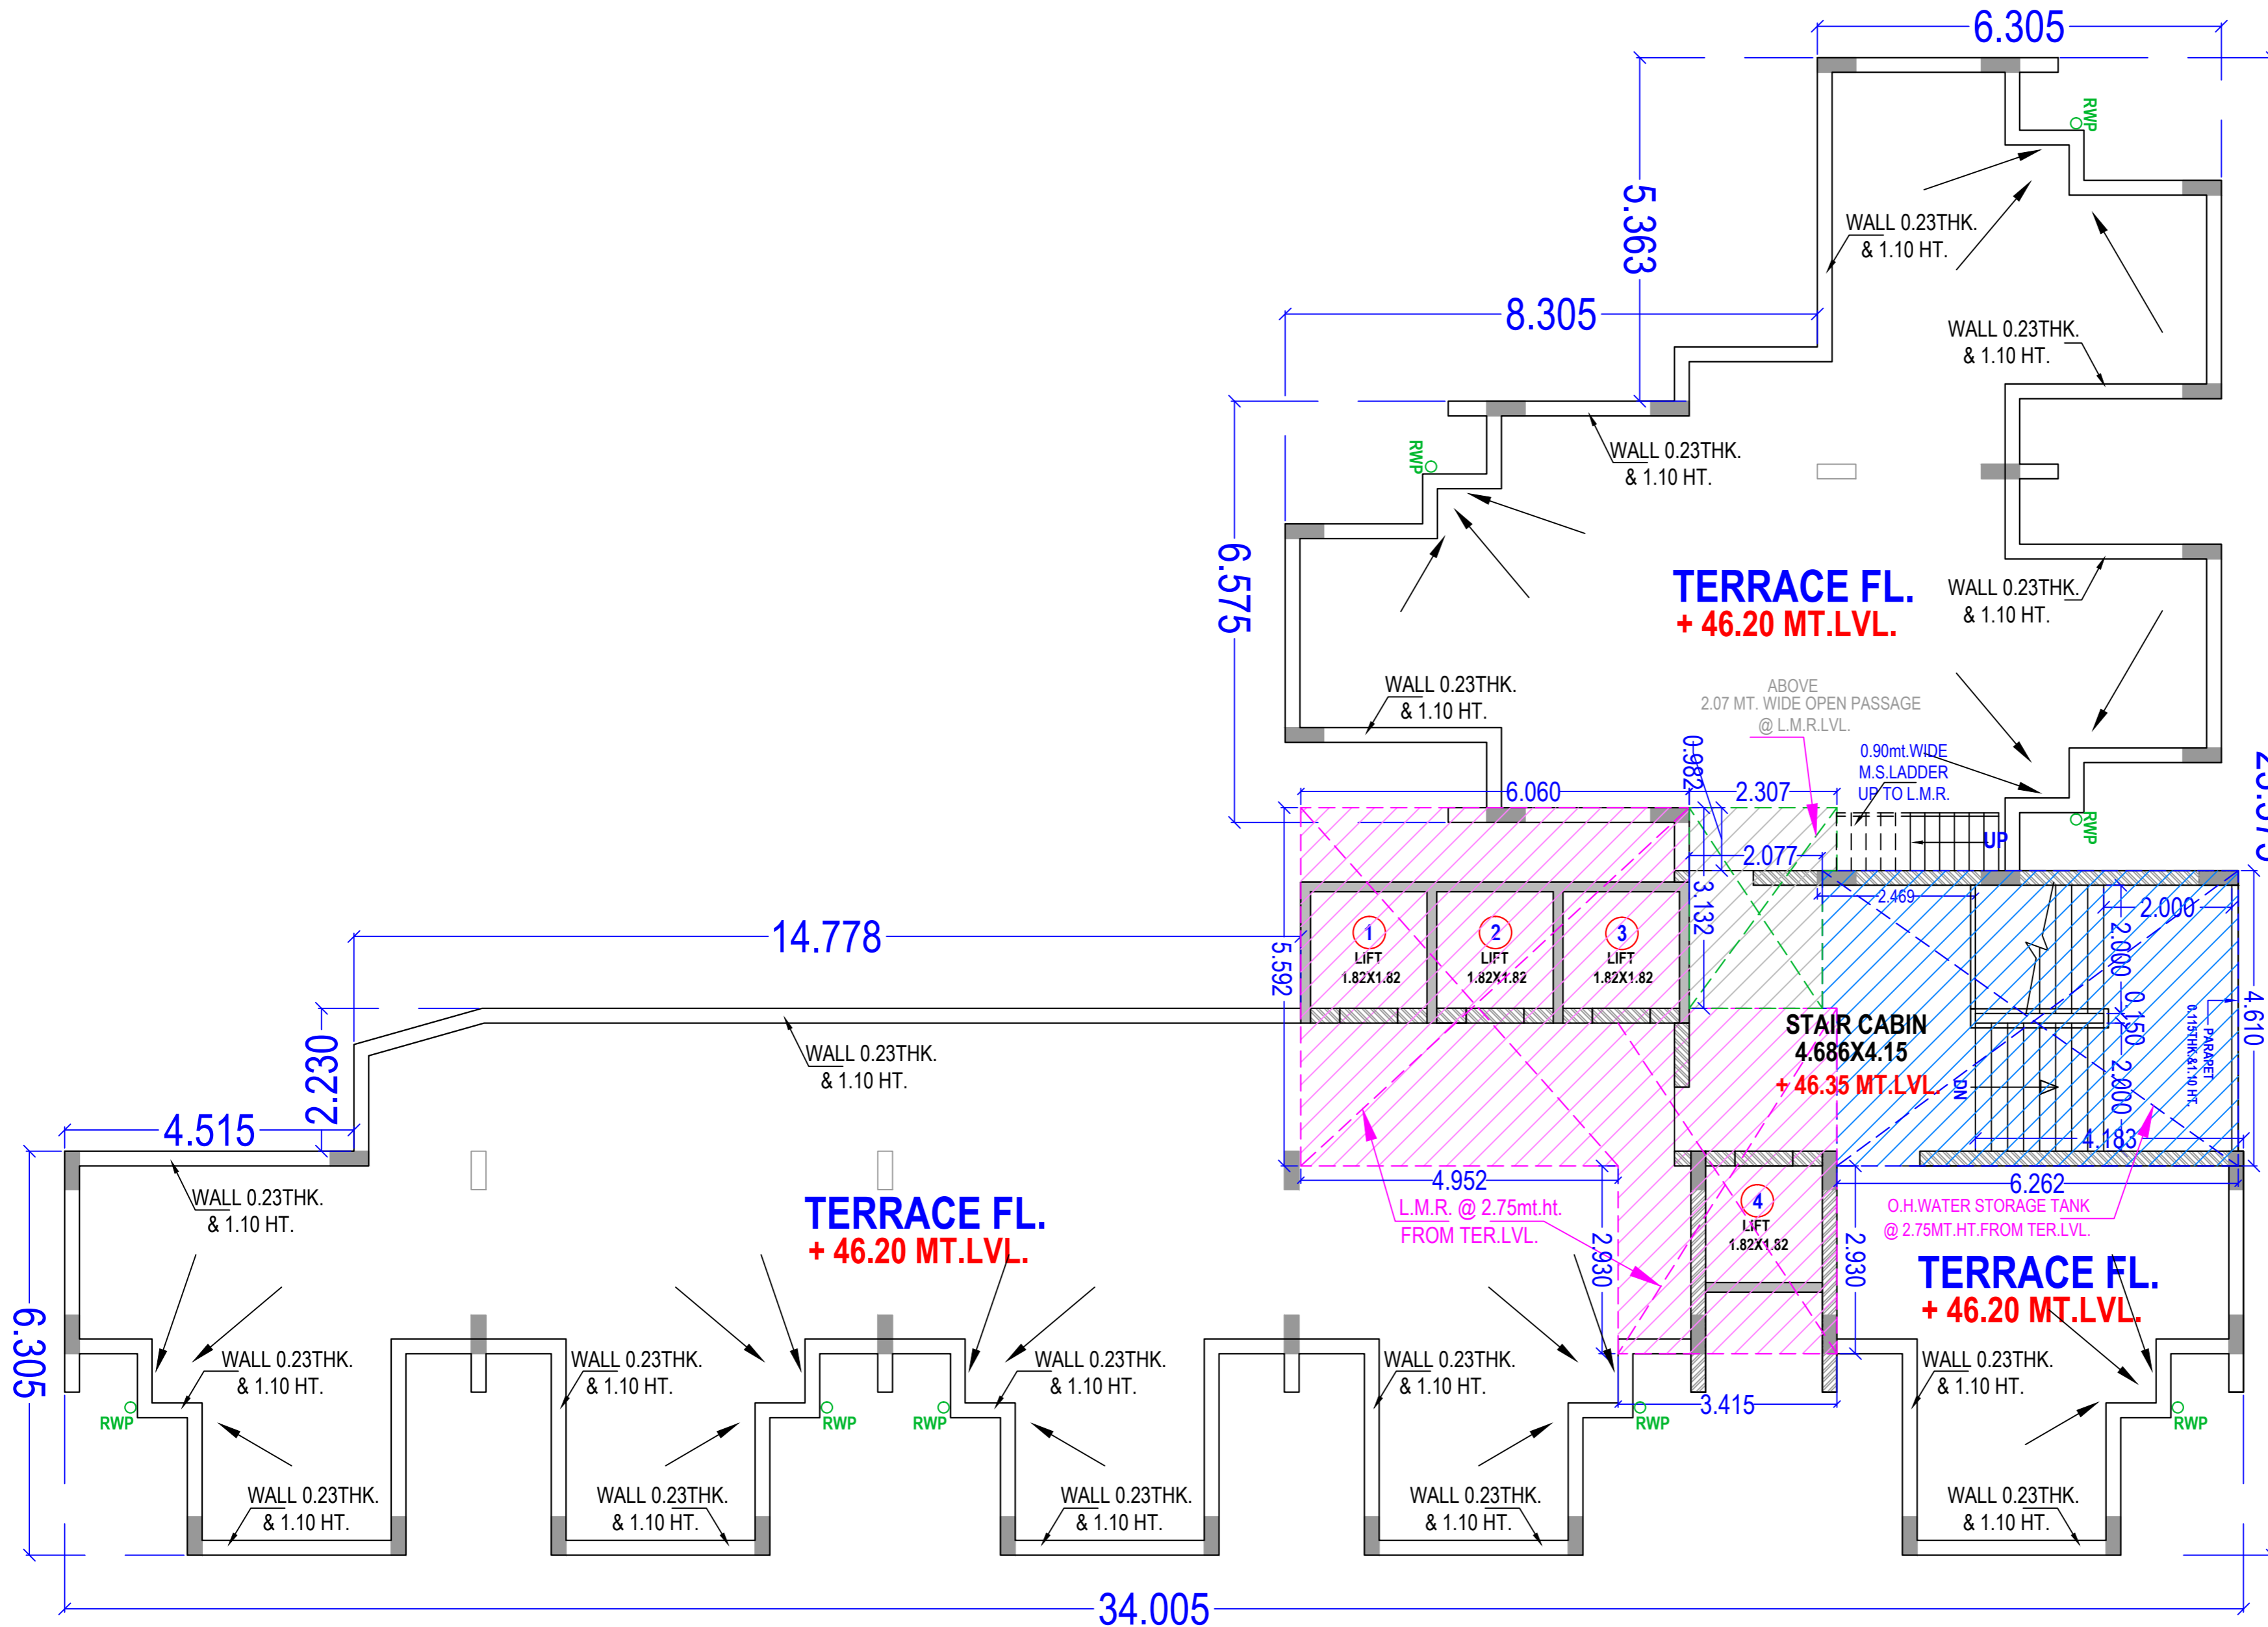 6.305
RWP
5.363
WALL 0.23THK.
& 1.10 HT.
8.305
WALL 0.23THK.
& 1.10 HT.
RWP
WALL 0.23THK.
& 1.10 HT.
6.575
TERRACE FL.
+ 46.20 MT.LVL.
WALL 0.23THK.
& 1.10 HT.
WALL 0.23THK.
& 1.10 HT.
ABOVE
2.07 MT. WIDE OPEN PASSAGE
@ L.M.R.LVL.
0.982
0.90mt.WIDE
M.S.LADDER
UP TO L.M.R.
6.060
2.307
RWP
UP
2.077
3.132
2.469
2.000
14.778
5.592
1
LIFT
1.82X1.82
2
LIFT
1.82X1.82
3
LIFT
1.82X1.82
2.000
0.150
2.000
4.610
PARAPET
0.115THK.&1.10 HT.
STAIR CABIN
4.686X4.15
+ 46.35 MT.LVL.
DN
2.230
WALL 0.23THK.
& 1.10 HT.
4.515
4.183
4.952
6.262
WALL 0.23THK.
& 1.10 HT.
TERRACE FL.
+ 46.20 MT.LVL.
L.M.R. @ 2.75mt.ht.
FROM TER.LVL.
4
LIFT
1.82X1.82
O.H.WATER STORAGE TANK
@ 2.75MT.HT.FROM TER.LVL.
2.930
2.930
TERRACE FL.
+ 46.20 MT.LVL.
6.305
WALL 0.23THK.
& 1.10 HT.
WALL 0.23THK.
& 1.10 HT.
WALL 0.23THK.
& 1.10 HT.
WALL 0.23THK.
& 1.10 HT.
WALL 0.23THK.
& 1.10 HT.
3.415
RWP
RWP
RWP
RWP
RWP
WALL 0.23THK.
& 1.10 HT.
WALL 0.23THK.
& 1.10 HT.
WALL 0.23THK.
& 1.10 HT.
WALL 0.23THK.
& 1.10 HT.
WALL 0.23THK.
& 1.10 HT.
34.005